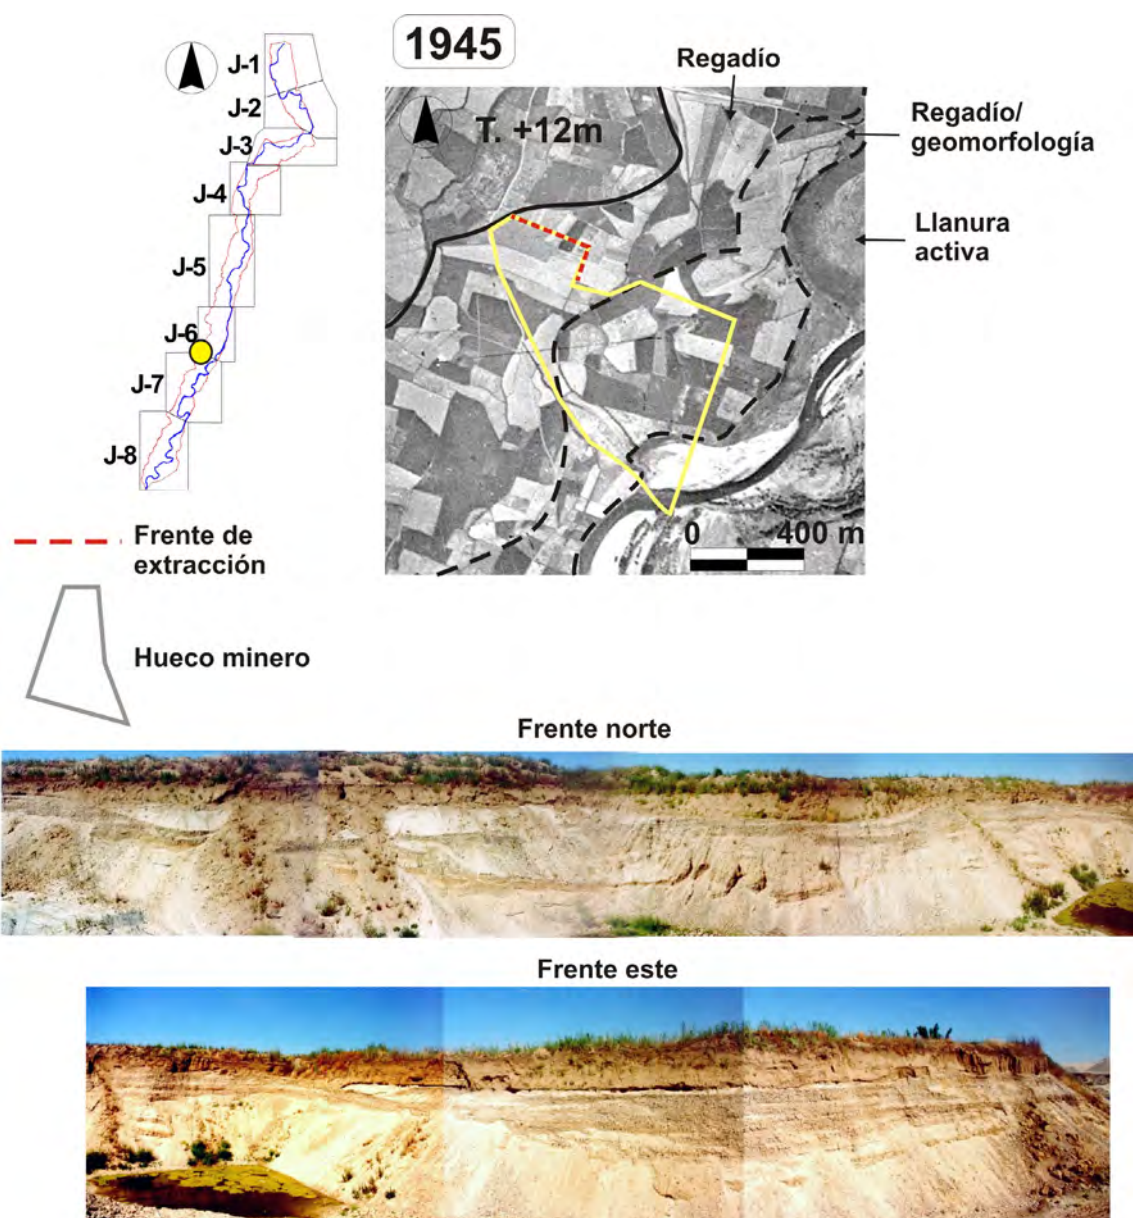 1945
J-1
J-2
J-3
J-4
J-5
J-6
J-7
J-8
Regadío
T. +12m
Regadío/
geomorfología
Llanura
activa
0 400 m
Frente de
extracción
Hueco minero
Frente norte
Frente este